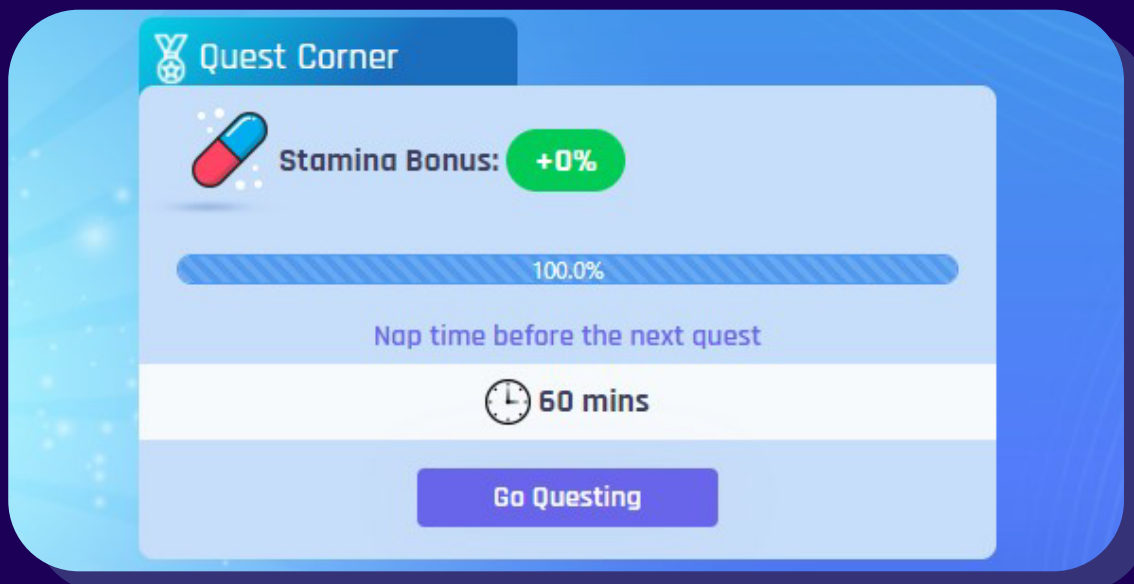 Quest Corner
Stamina Bonus: +0%
100.0%
Nap time before the next quest
60 mins
Go Questing